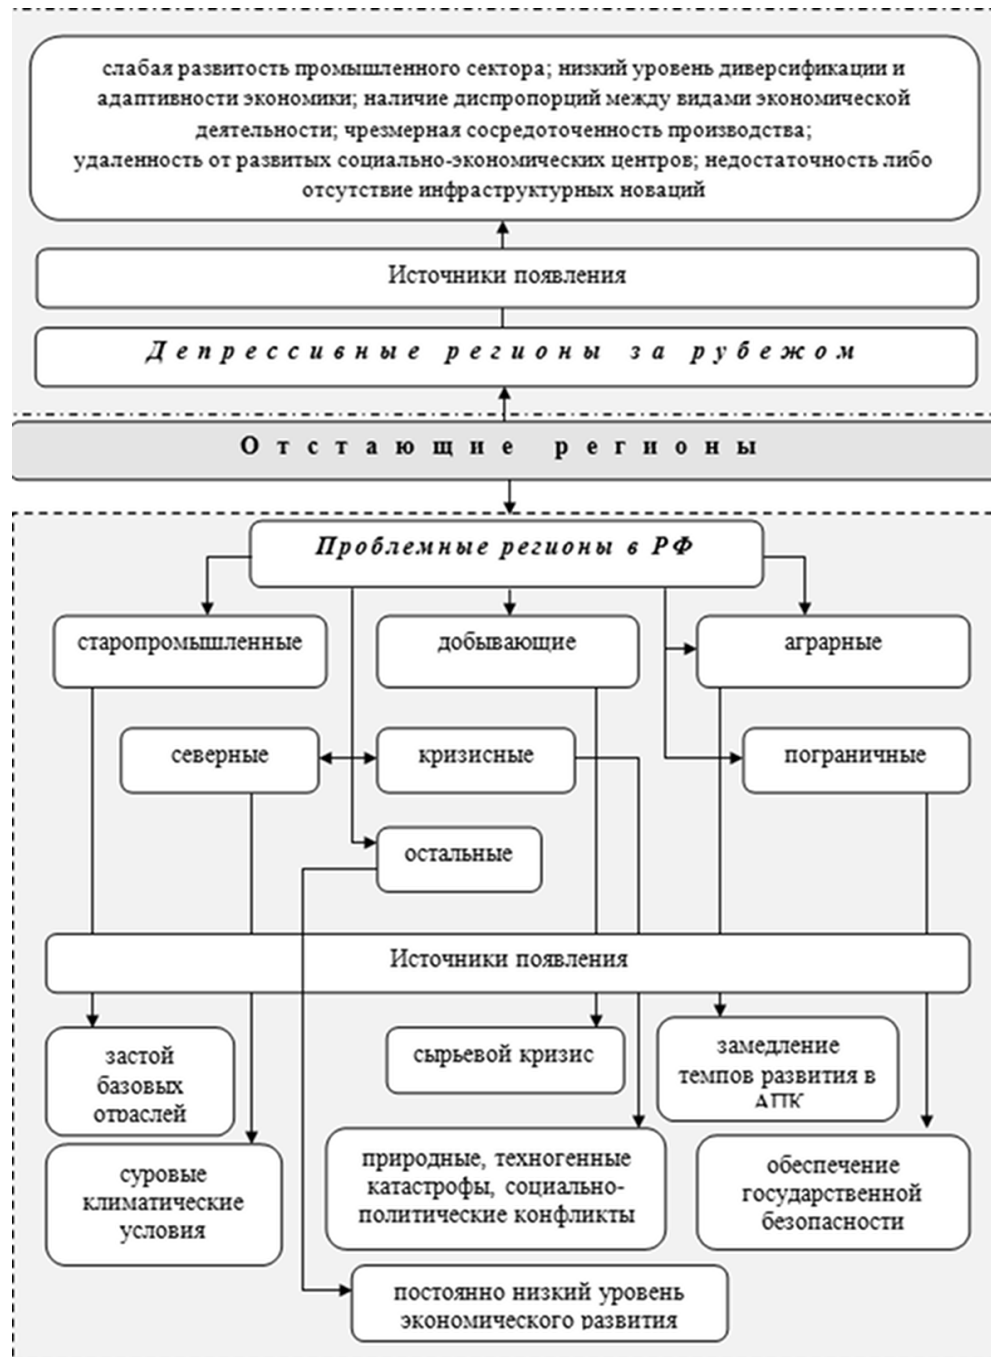 слабая развитость промышленного сектора; низкий уровень диверсификации и
адаптивности экономики; наличие диспропорций между видами экономической
деятельности; чрезмерная сосредоточенность производства;
удаленность от развитых социально-экономических центров; недостаточность либо
отсутствие инфраструктурных новаций
Источники появления
Депрессивные регионы за рубежом
Отстающие регионы
Проблемные регионы в РФ
старопромышленные
добывающие
аграрные
северные
кризисные
пограничные
остальные
Источники появления
застой
базовых
отраслей
сырьевой кризис
замедление
темпов развития в
АПК
суровые
климатические
условия
природные, техногенные
катастрофы, социально-
политические конфликты
обеспечение
государственной
безопасности
постоянно низкий уровень
экономического развития